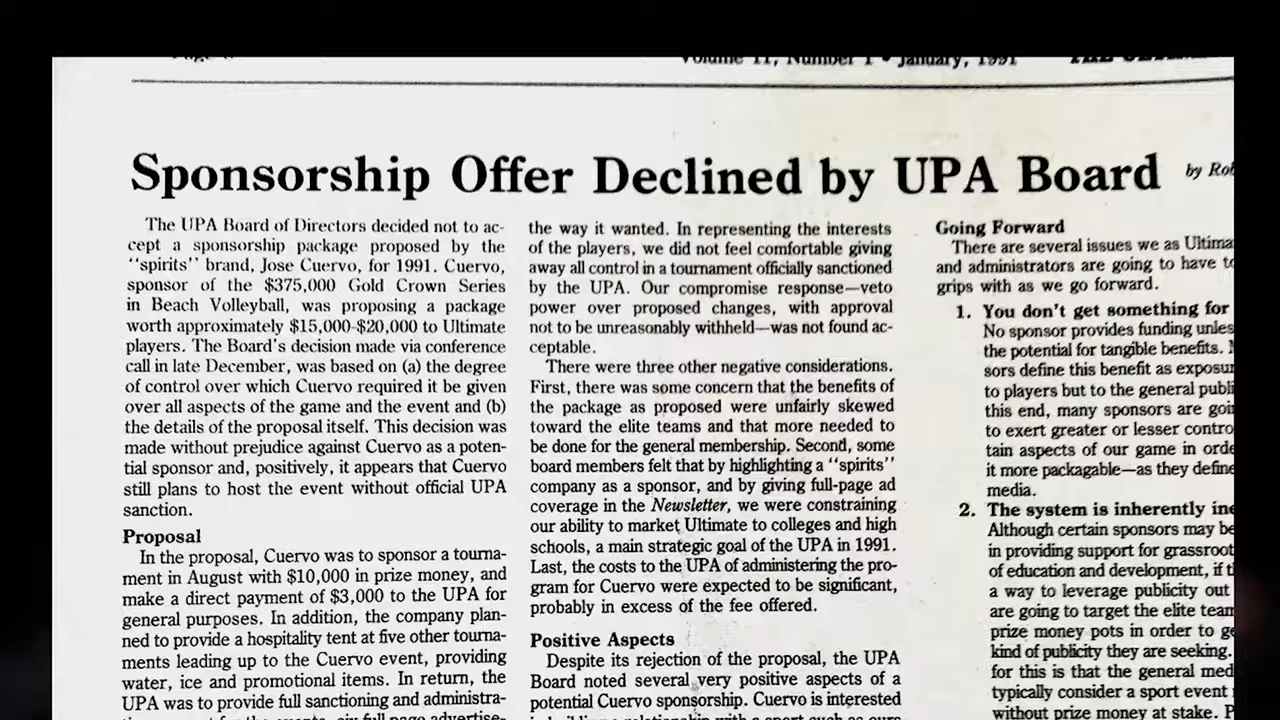 Volume 11, Number 1 • January, 1991
Sponsorship Offer Declined by UPA Board
by
The UPA Board of Directors decided not to ac-
cept a sponsorship package proposed by the
“spirits” brand, Jose Cuervo, for 1991. Cuervo,
sponsor of the $375,000 Gold Crown Series
in Beach Volleyball, was proposing a package
worth approximately $15,000-$20,000 to Ultimate
players. The Board's decision made via conference
call in late December, was based on (a) the degree
of control over which Cuervo required it be given
over all aspects of the game and the event and (b)
the details of the proposal itself. This decision was
made without prejudice against Cuervo as a poten-
tial sponsor and, positively, it appears that Cuervo
still plans to host the event without official UPA
sanction.
Proposal
In the proposal, Cuervo was to sponsor a tourna-
ment in August with $10,000 in prize money, and
make a direct payment of $3,000 to the UPA for
general purposes. In addition, the company plan-
ned to provide a hospitality tent at five other tourna-
ments leading up to the Cuervo event, providing
water, ice and promotional items. In return, the
UPA was to provide full sanctioning and administra-
the way it wanted. In representing the interests
of the players, we did not feel comfortable giving
away all control in a tournament officially sanctioned
by the UPA. Our compromise response—veto
power over proposed changes, with approval
not to be unreasonably withheld—was not found ac-
ceptable.
There were three other negative considerations.
First, there was some concern that the benefits of
the package as proposed were unfairly skewed
toward the elite teams and that more needed to
be done for the general membership. Second, some
board members felt that by highlighting a “spirits”
company as a sponsor, and by giving full-page ad
coverage in the Newsletter, we were constraining
our ability to market Ultimate to colleges and high
schools, a main strategic goal of the UPA in 1991.
Last, the costs to the UPA of administering the pro-
gram for Cuervo were expected to be significant,
probably in excess of the fee offered.
Positive Aspects
Despite its rejection of the proposal, the UPA
Board noted several very positive aspects of a
potential Cuervo sponsorship. Cuervo is interested
Going Forward
There are several issues we as Ultima
and administrators are going to have to
grips with as we go forward.
1. You don't get something for
No sponsor provides funding unles
the potential for tangible benefits.
sors define this benefit as exposur
to players but to the general publi
this end, many sponsors are goin
to exert greater or lesser contro
tain aspects of our game in orde
it more packagable—as they define
media.
2. The system is inherently ine
Although certain sponsors may be
in providing support for grassroot
of education and development, if t
a way to leverage publicity out
are going to target the elite team
prize money pots in order to ge
kind of publicity they are seeking.
for this is that the general med
typically consider a sport event
without prize money at stake.